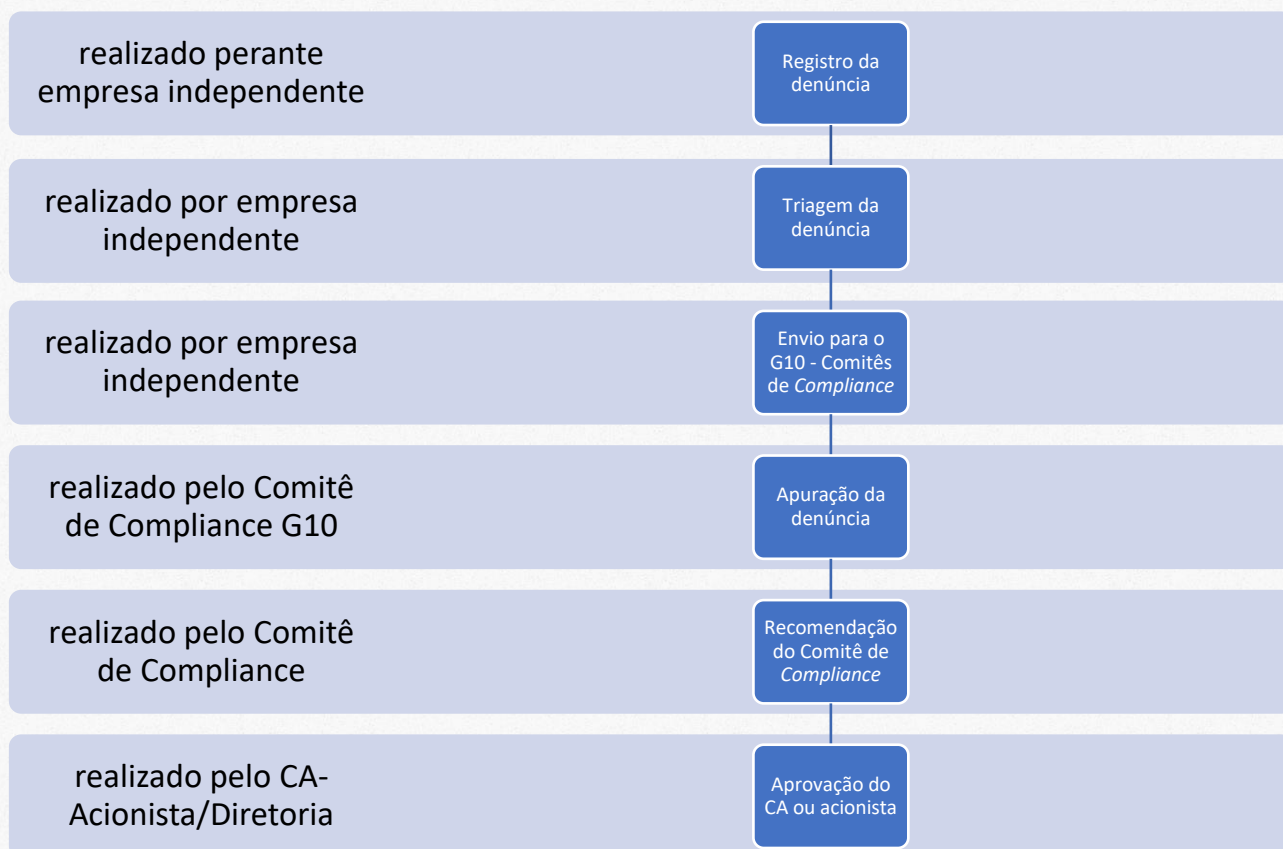 realizado perante
empresa independente
Registro da
denúncia
realizado por empresa
independente
Triagem da
denúncia
realizado por empresa
independente
Envio para o
G10 - Comitês
de Compliance
realizado pelo Comitê
de Compliance G10
Apuração da
denúncia
realizado pelo Comitê
de Compliance
Recomendação
do Comitê de
Compliance
realizado pelo CA-
Acionista/Diretoria
Aprovação do
CA ou acionista